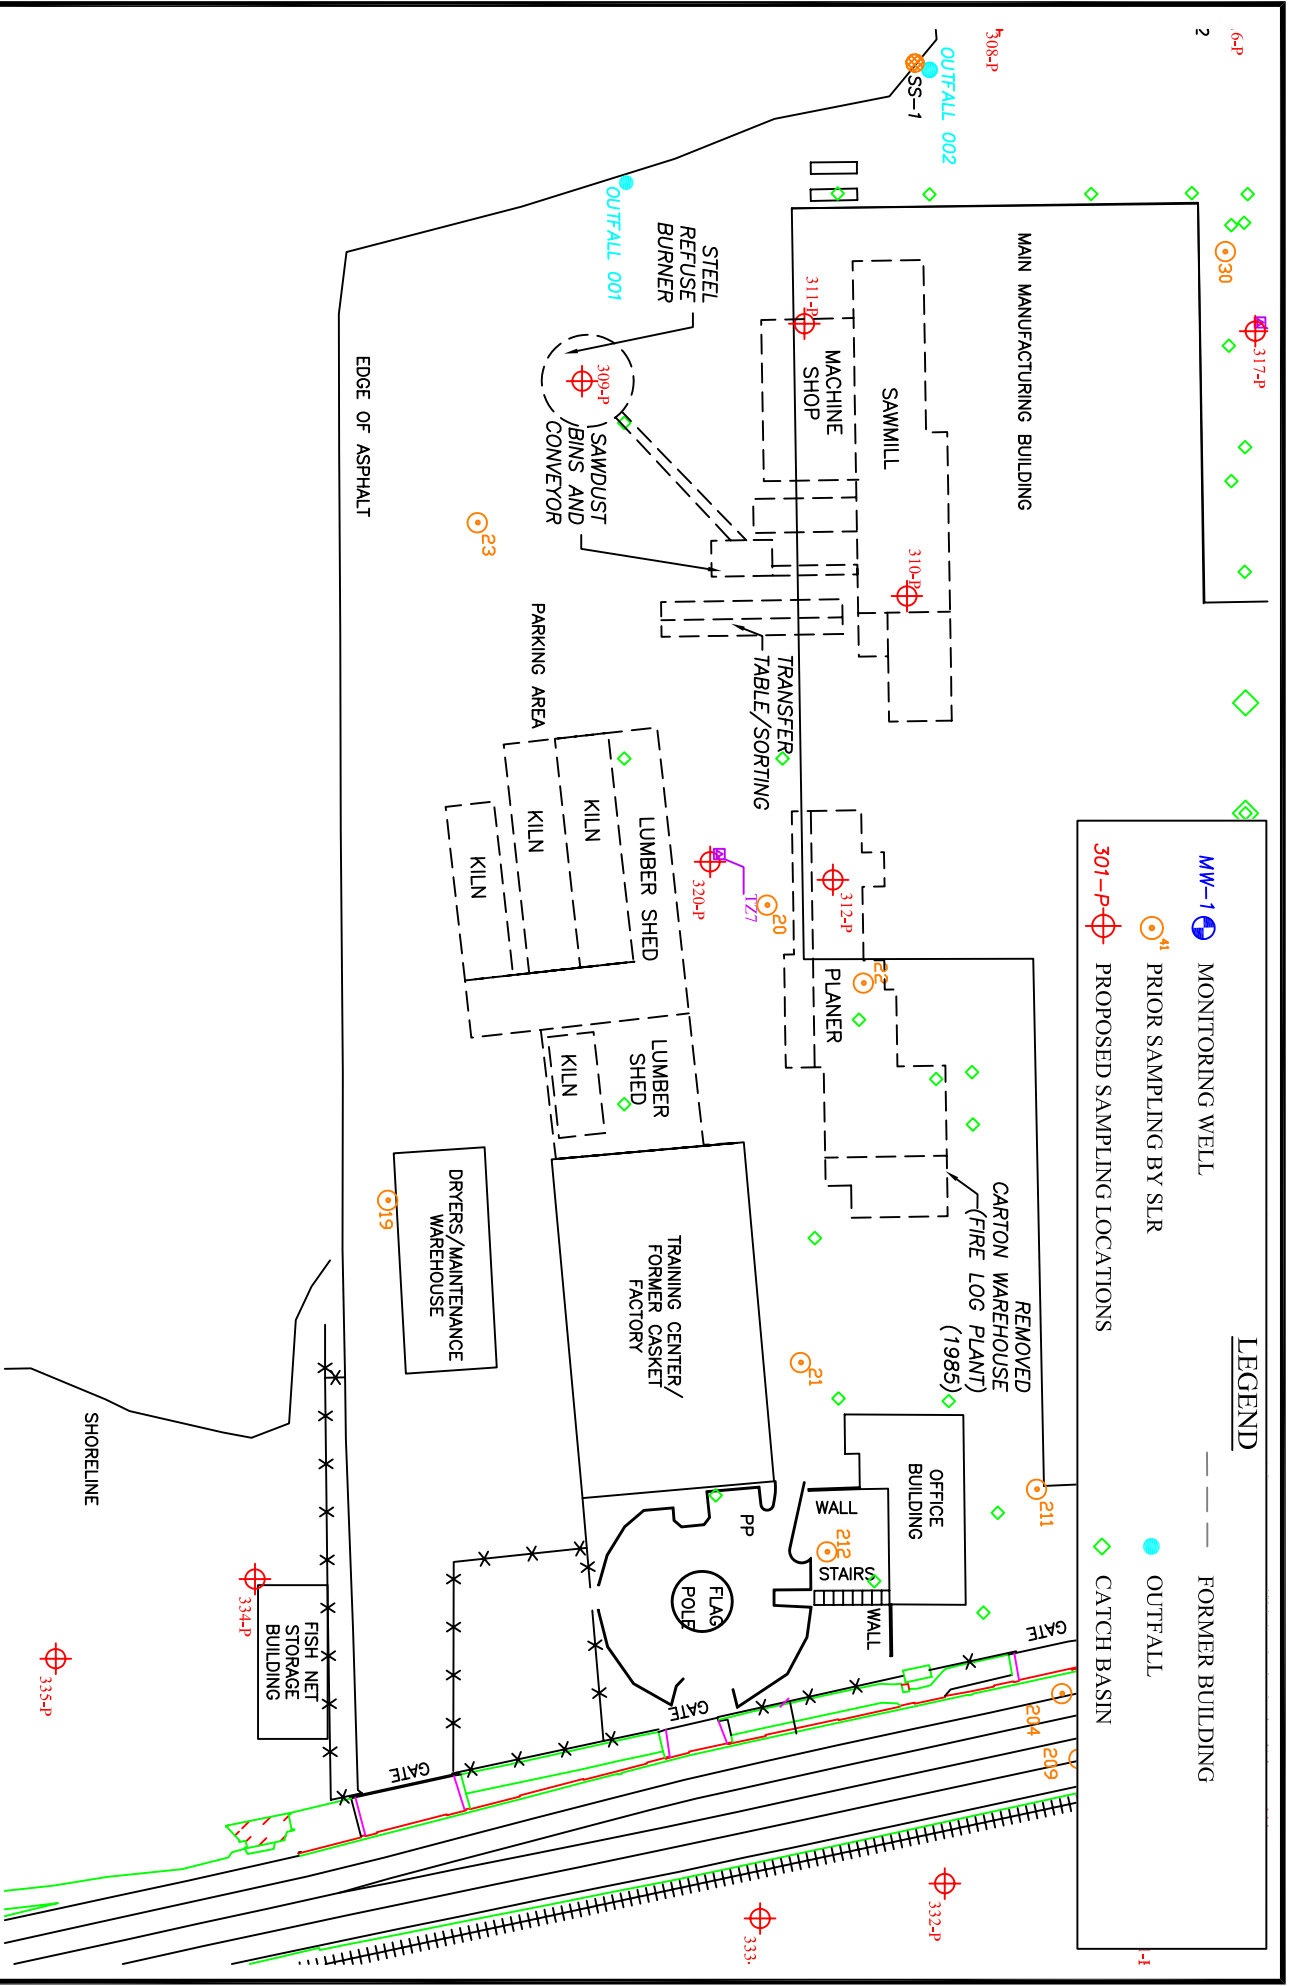 LEGEND
MW-1
MONITORING WELL
41
PRIOR SAMPLING BY SLR
301-P
PROPOSED SAMPLING LOCATIONS
FORMER BUILDING
OUTFALL
CATCH BASIN
308-P
OUTFALL 002
SS-1
OUTFALL 001
30
317-P
MAIN MANUFACTURING BUILDING
STEEL
REFUSE
BURNER
311-P
MACHINE
SHOP
SAWMILL
309-P
SAWDUST
BINS AND
CONVEYOR
310-P
EDGE OF ASPHALT
23
PARKING AREA
TRANSFER
TABLE/SORTING
KILN
KILN
KILN
LUMBER SHED
320-P
TZ7
20
312-P
22
PLANER
LUMBER
SHED
KILN
REMOVED
CARTON WAREHOUSE
(FIRE LOG PLANT)
(1985)
19
DRYERS/MAINTENANCE
WAREHOUSE
TRAINING CENTER/
FORMER CASKET
FACTORY
21
OFFICE
BUILDING
211
WALL
PP
212
STAIRS
WALL
FLAG
POLE
SHORELINE
334-P
FISH NET
STORAGE
BUILDING
335-P
GATE
GATE
GATE
204
209
332-P
333-